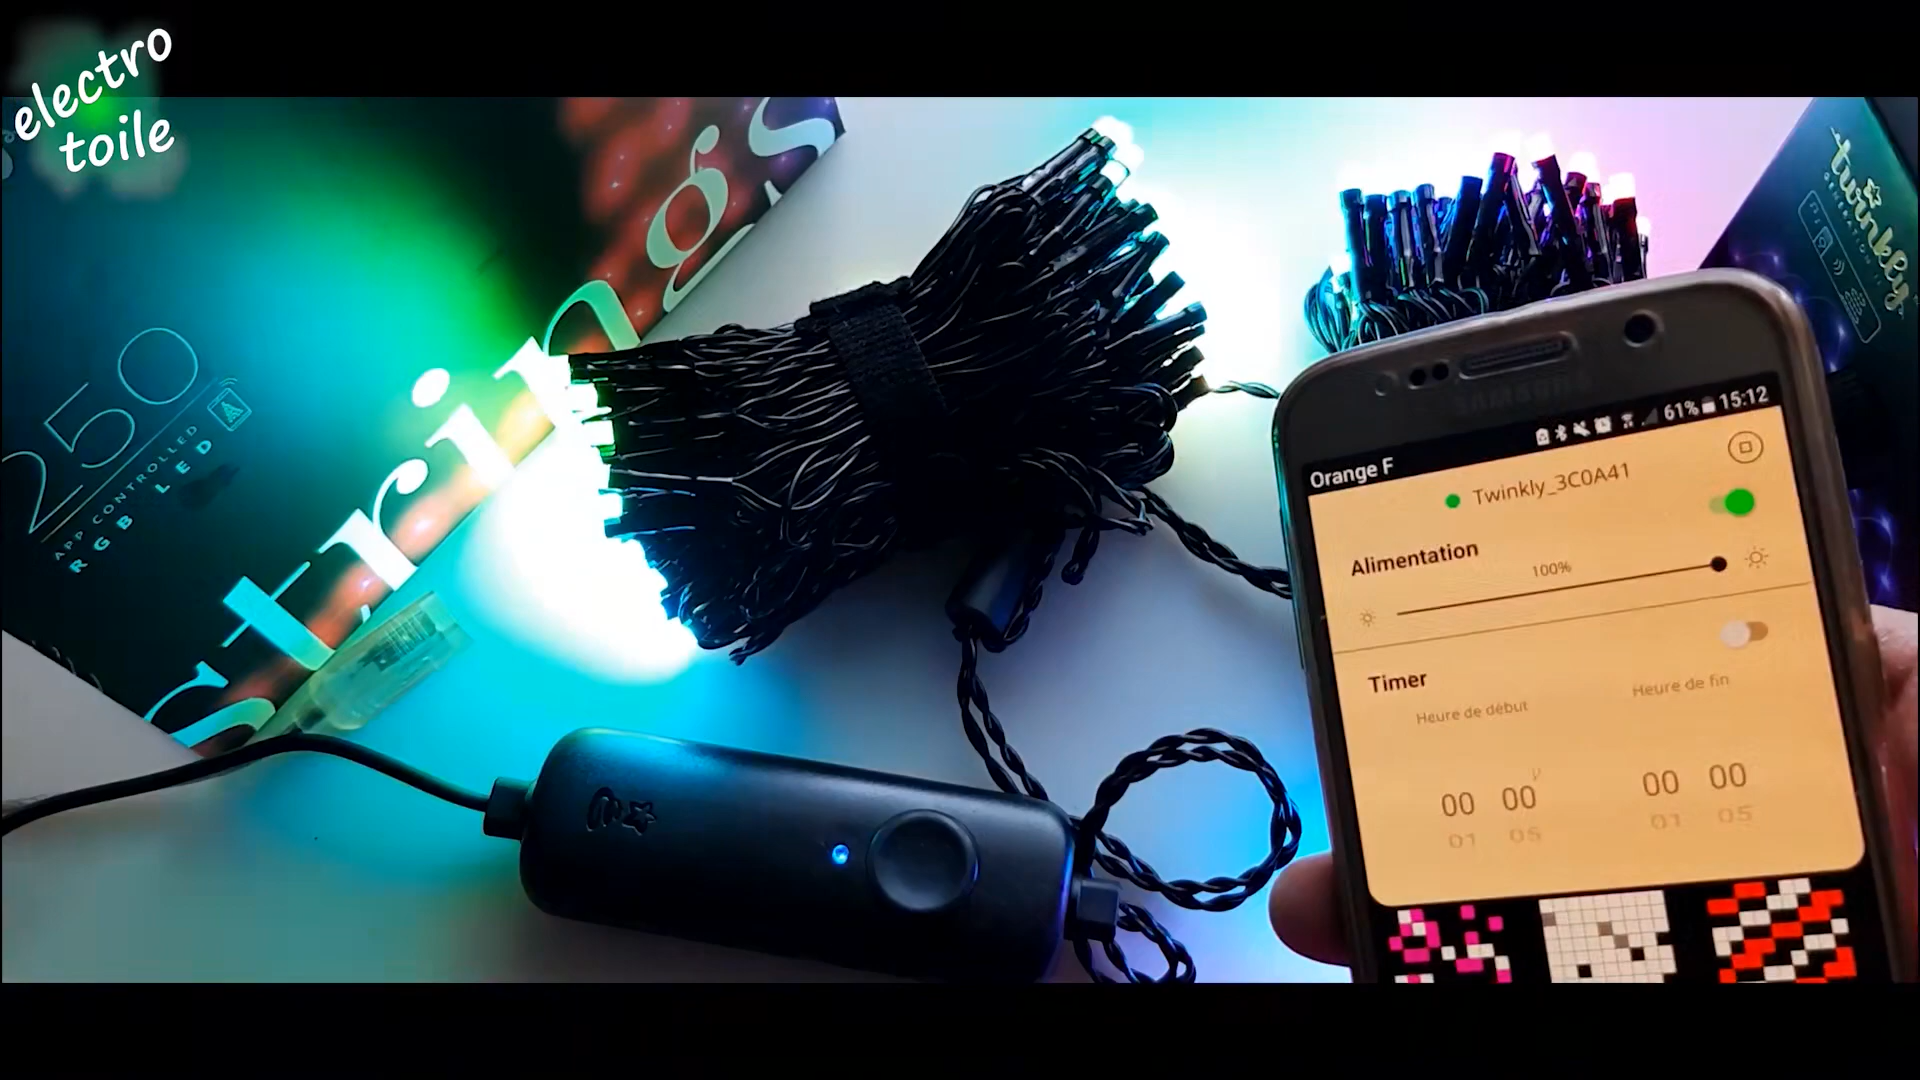 electro
toile
strings
250
APP CONTROLLED
RGB LED
twinkly
GENERATION II
SAMSUNG
Orange F
61% 15:12
Twinkly_3C0A41
Alimentation
100%
Timer
Heure de début
Heure de fin
00 00
00 00
01 05
01 05